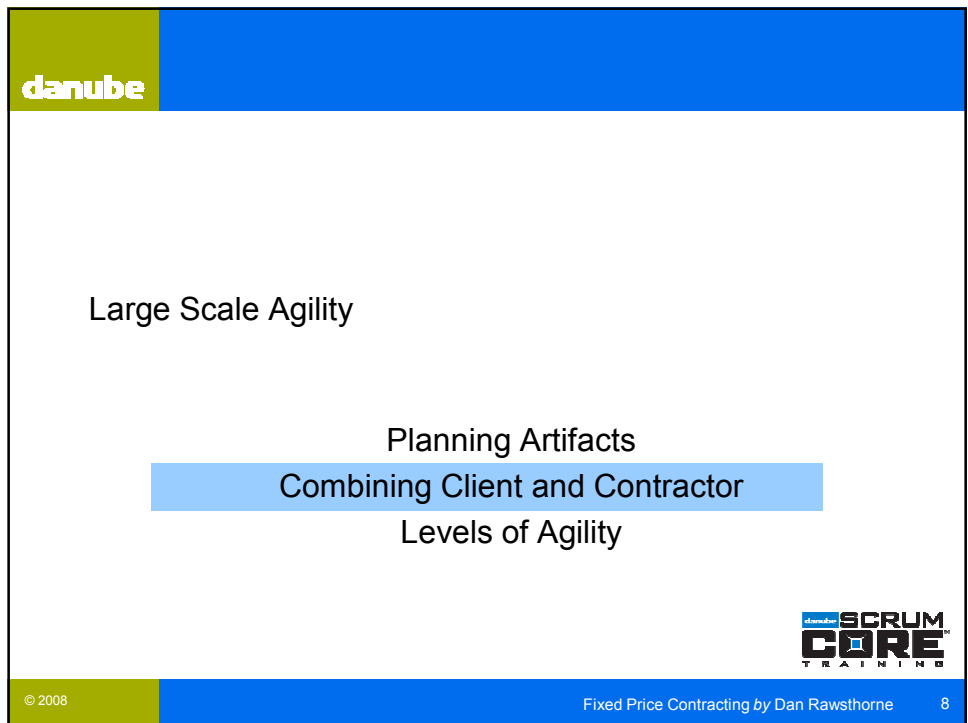 danube
Large Scale Agility
Planning Artifacts
Combining Client and Contractor
Levels of Agility
danube SCRUM
CORE™
TRAINING
© 2008
Fixed Price Contracting by Dan Rawsthorne 8